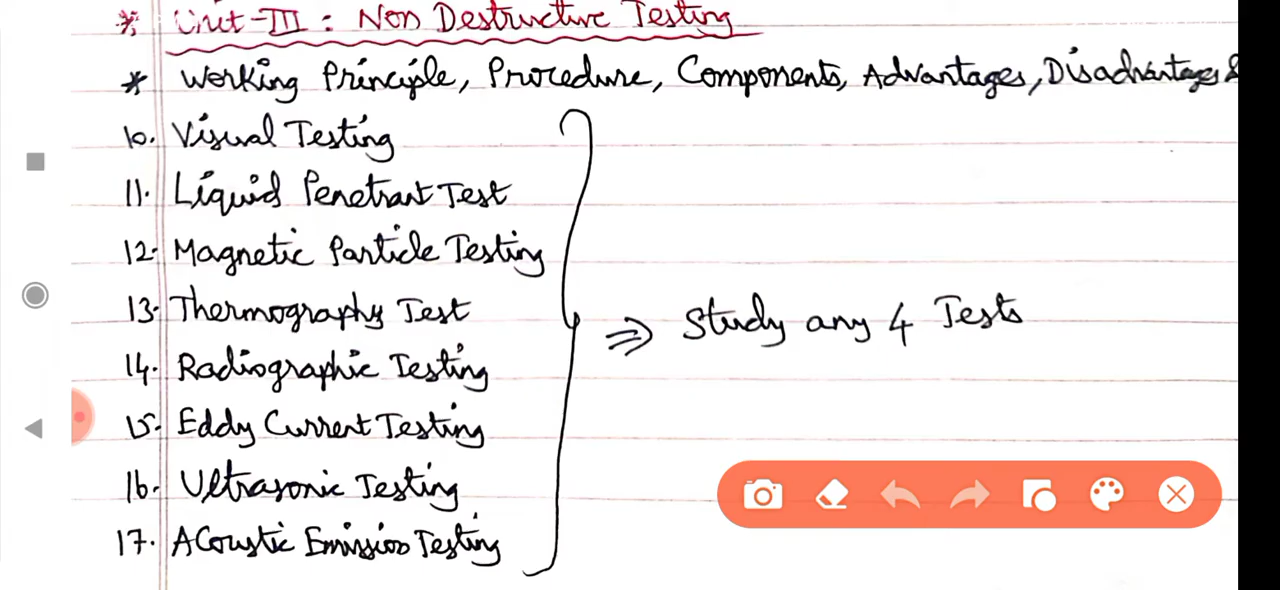 * Unit-III : Non Destructive Testing
* Working Principle, Procedure, Components, Advantages, Disadvantages &
10. Visual Testing
11. Liquid Penetrant Test
12. Magnetic Particle Testing
13. Thermography Test
14. Radiographic Testing
15. Eddy Current Testing
16. Ultrasonic Testing
17. Acoustic Emission Testing
⇒ Study any 4 Tests